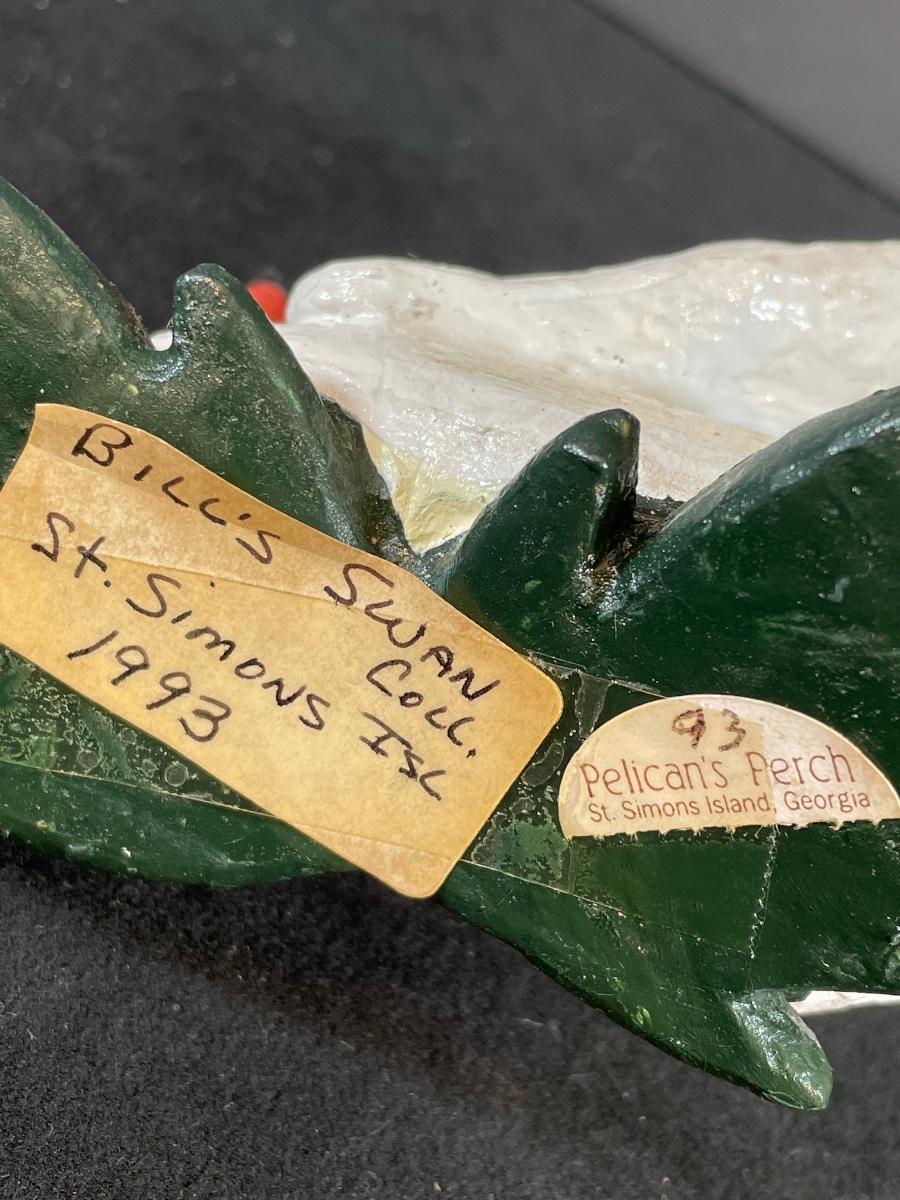 BILL'S SWAN
COLL.
St. SIMONS ISL
1993
93
Pelican's Perch
St. Simons Island, Georgia